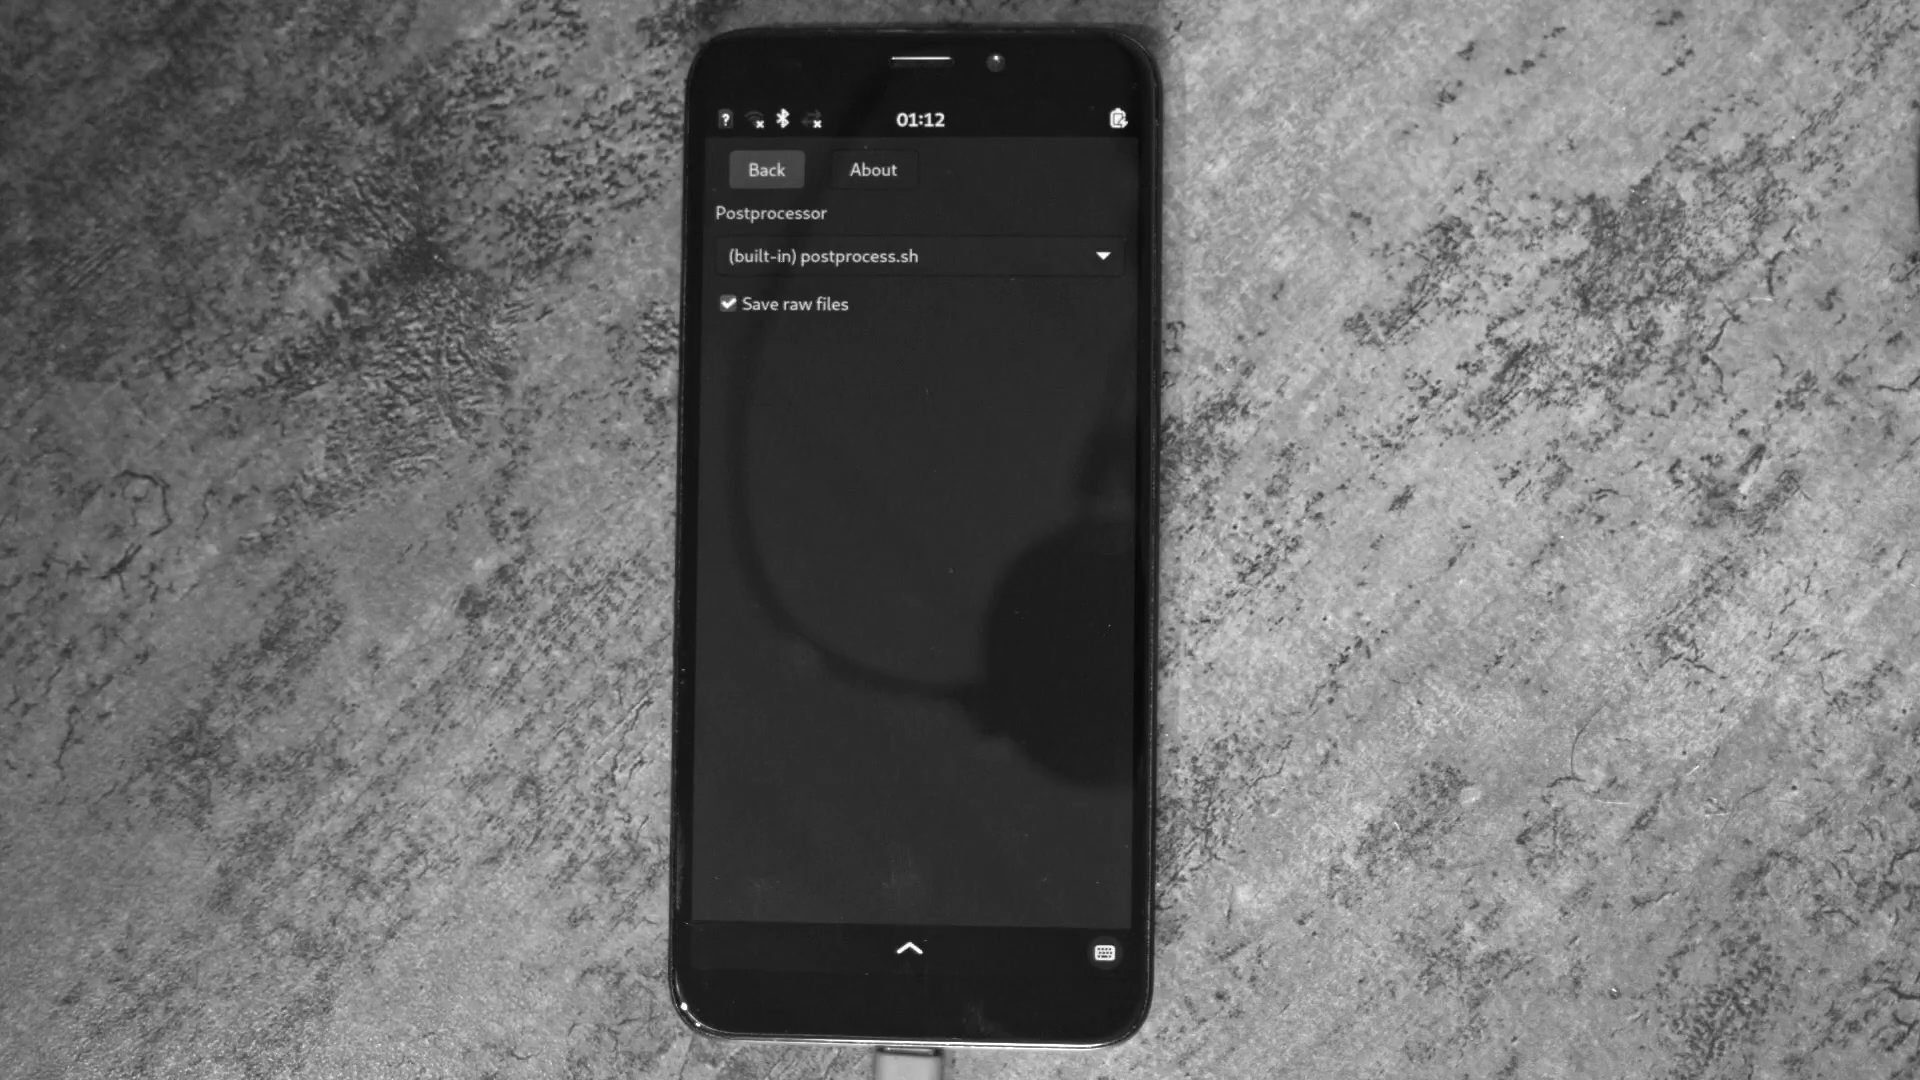 01:12
Back About
Postprocessor
(built-in) postprocess.sh
Save raw files